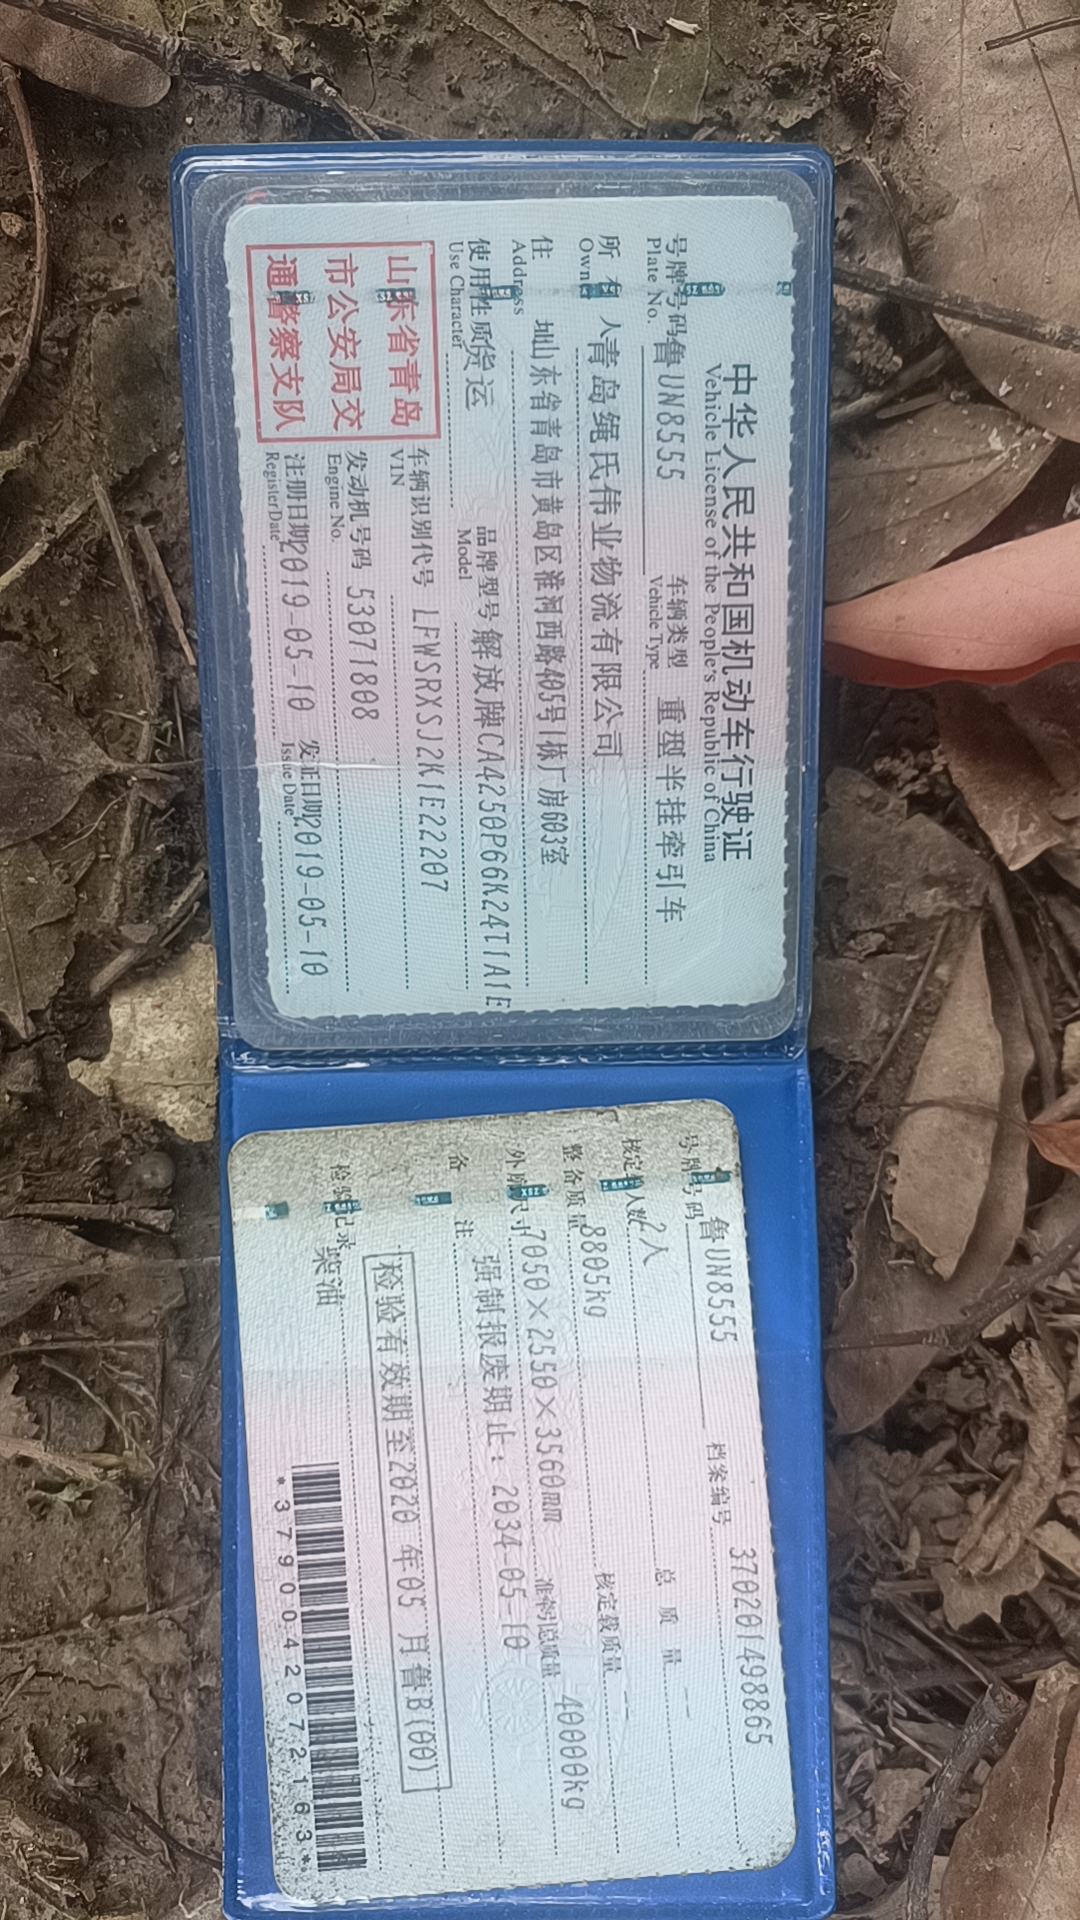 中华人民共和国机动车行驶证
Vehicle License of the People's Republic of China
号牌号码 鲁UN8555 车辆类型 重型半挂牵引车
Plate No. Vehicle Type
所有人 青岛绳氏伟业物流有限公司
Owner
住址 山东省青岛市黄岛区淮河西路405号1栋厂房603室
Address
使用性质 货运 品牌型号 解放牌CA4250P66K24T1A1E
Use Character Model
山东省青岛
市公安局交
通警察支队
车辆识别代号 LFWSRXSJ2K1E22207
VIN
发动机号码 53071808
Engine No.
注册日期 2019-05-10 发证日期 2019-05-10
Register Date Issue Date
号牌号码 鲁UN8555 档案编号 370201498865
核定载人数 2人 总质量 --
整备质量 8805kg 核定载质量 --
外廓尺寸 7050×2550×3560mm 准牵引总质量 40000kg
备注 强制报废期止：2034-05-10
检验有效期至2020年05月鲁B(00)
检验记录 柴油
*3790042072163*